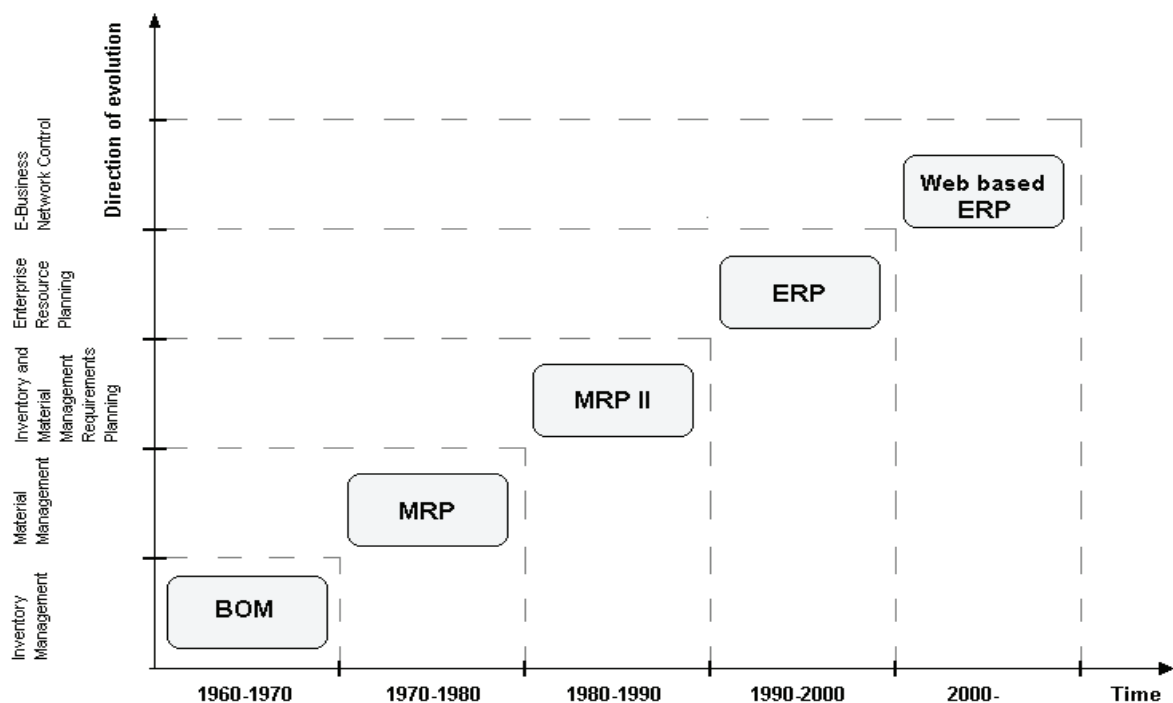 Direction of evolution
E-Business
Network Control
Enterprise
Resource
Planning
Inventory and
Material
Management
Requirements
Planning
Material
Management
Inventory
Management
Web based
ERP
ERP
MRP II
MRP
BOM
1960-1970
1970-1980
1980-1990
1990-2000
2000-
Time